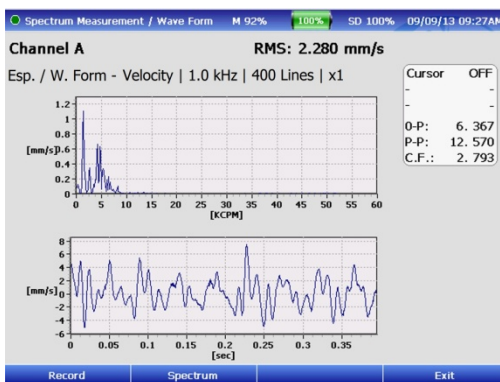 Spectrum Measurement / Wave Form M 92% 100% SD 100% 09/09/13 09:27AM
Channel A RMS: 2.280 mm/s
Esp. / W. Form - Velocity | 1.0 kHz | 400 Lines | x1
Cursor OFF
-
-
0-P: 6. 367
P-P: 12. 570
C.F.: 2. 793
1.2
1
0.8
[mm/s] 0.6
0.4
0.2
0
0 5 10 15 20 25 30 35 40 45 50 55 60
[KCPM]
8
6
4
2
[mm/s] 0
-2
-4
-6
0 0.05 0.1 0.15 0.2 0.25 0.3 0.35
[sec]
Record Spectrum Exit